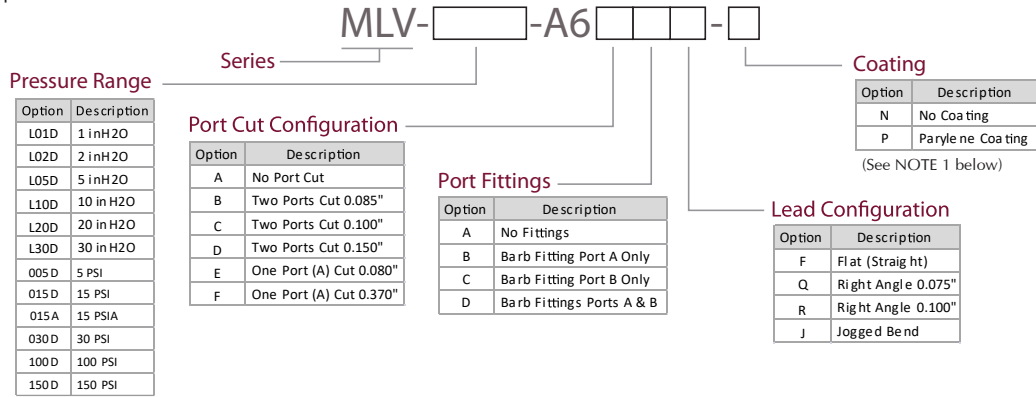 MLV- -A6 -
Series
Pressure Range
Option Description
L01D 1 inH2O
L02D 2 inH2O
L05D 5 inH2O
L10D 10 inH2O
L20D 20 inH2O
L30D 30 inH2O
005D 5 PSI
015D 15 PSI
015A 15 PSIA
030D 30 PSI
100D 100 PSI
150D 150 PSI
Port Cut Configuration
Option Description
A No Port Cut
B Two Ports Cut 0.085"
C Two Ports Cut 0.100"
D Two Ports Cut 0.150"
E One Port (A) Cut 0.080"
F One Port (A) Cut 0.370"
Port Fittings
Option Description
A No Fittings
B Barb Fitting Port A Only
C Barb Fitting Port B Only
D Barb Fittings Ports A & B
Lead Configuration
Option Description
F Flat (Straight)
Q Right Angle 0.075"
R Right Angle 0.100"
J Jogged Bend
Coating
Option Description
N No Coating
P Parylene Coating
(See NOTE 1 below)